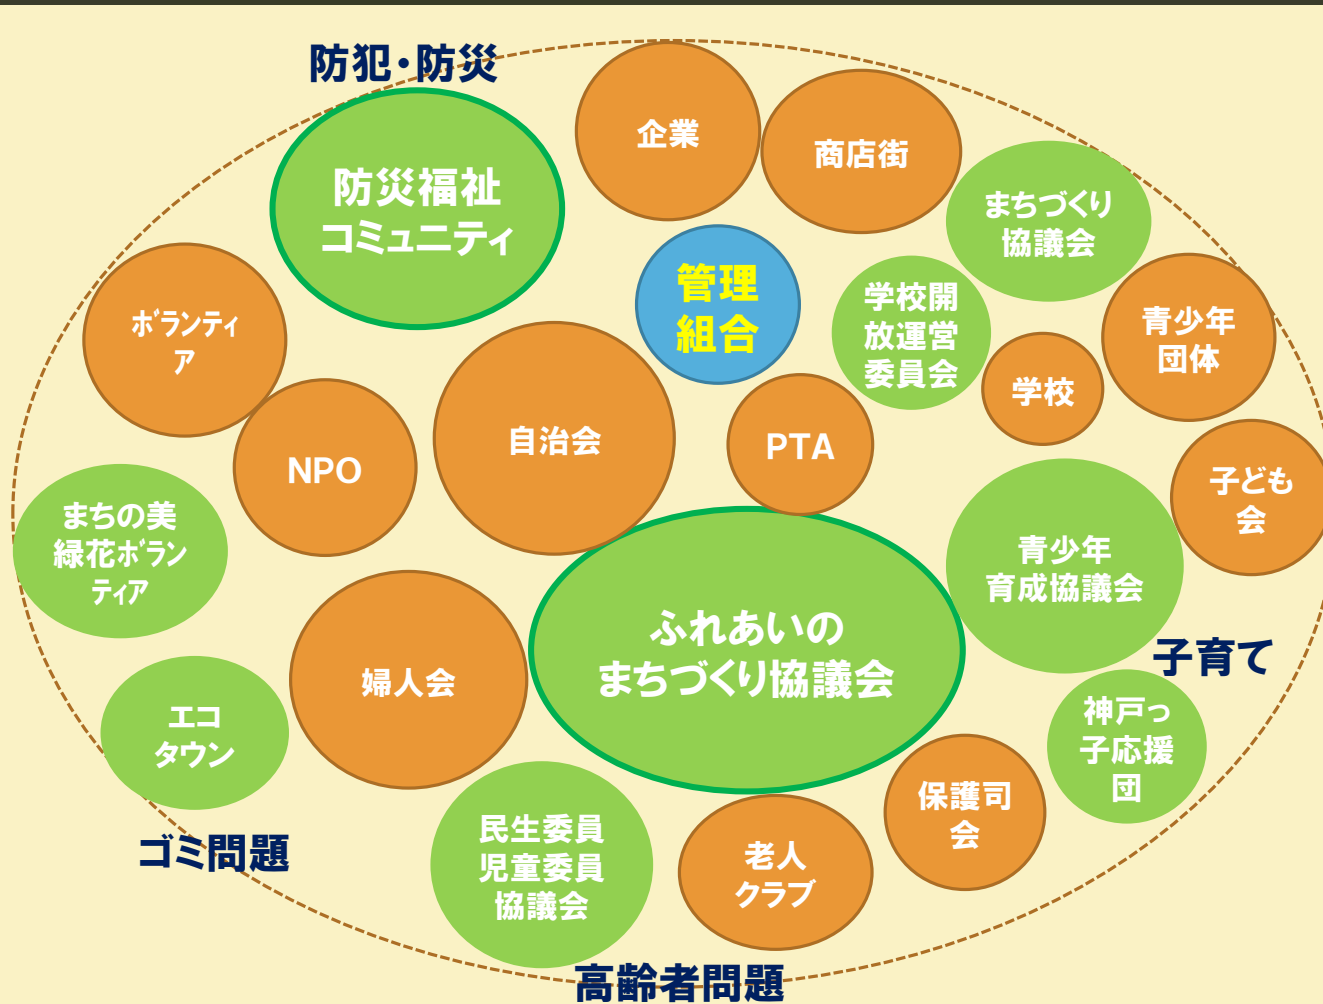 防犯・防災
企業
商店街
防災福祉
コミュニティ
まちづくり
協議会
管理
組合
学校開
放運営
委員会
青少年
団体
ボランティ
ア
学校
自治会
PTA
NPO
子ども
会
まちの美
緑花ボラン
ティア
青少年
育成協議会
ふれあいの
まちづくり協議会
子育て
婦人会
エコ
タウン
神戸っ
子応援
団
保護司
会
ゴミ問題
民生委員
児童委員
協議会
老人
クラブ
高齢者問題